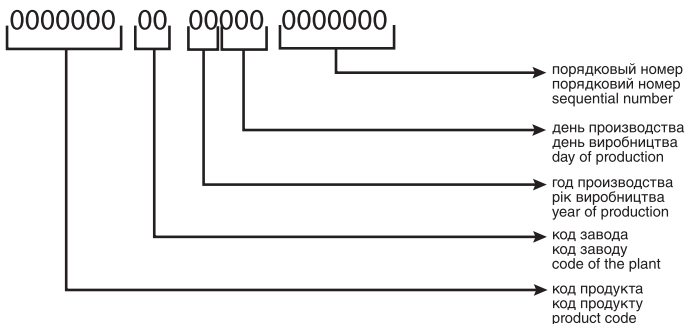 0000000 00 00000 0000000
порядковый номер
порядковий номер
sequential number
день производства
день виробництва
day of production
год производства
рік виробництва
year of production
код завода
код заводу
code of the plant
код продукта
код продукту
product code